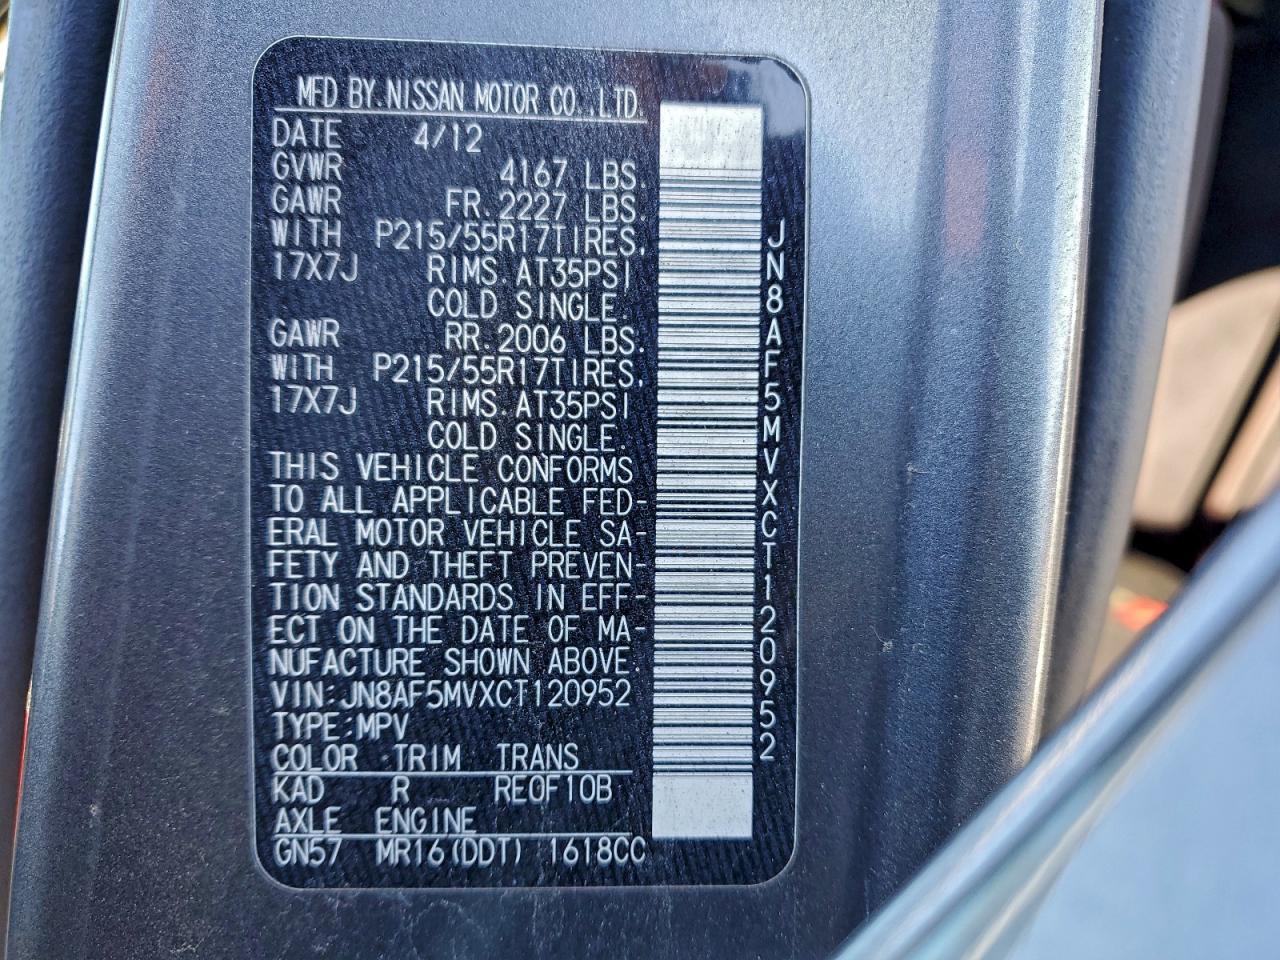 MFD BY.NISSAN MOTOR CO.,LTD.
DATE 4/12
GVWR 4167 LBS.
GAWR FR.2227 LBS.
WITH P215/55R17TIRES,
17X7J RIMS.AT35PSI
COLD SINGLE.
GAWR RR.2006 LBS.
WITH P215/55R17TIRES,
17X7J RIMS.AT35PSI
COLD SINGLE.
THIS VEHICLE CONFORMS
TO ALL APPLICABLE FED-
ERAL MOTOR VEHICLE SA-
FETY AND THEFT PREVEN-
TION STANDARDS IN EFF-
ECT ON THE DATE OF MA-
NUFACTURE SHOWN ABOVE.
VIN:JN8AF5MVXCT120952
TYPE:MPV
COLOR TRIM TRANS
KAD R RE0F10B
AXLE ENGINE
GN57 MR16(DDT) 1618CC
JN8AF5MVXCT120952